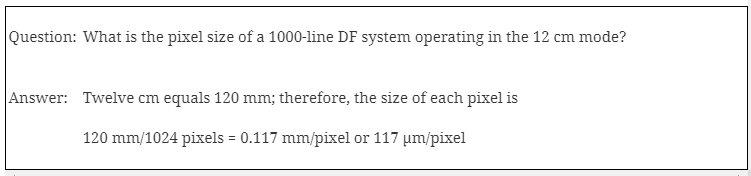 Question: What is the pixel size of a 1000-line DF system operating in the 12 cm mode?
Answer: Twelve cm equals 120 mm; therefore, the size of each pixel is
120 mm/1024 pixels = 0.117 mm/pixel or 117 µm/pixel